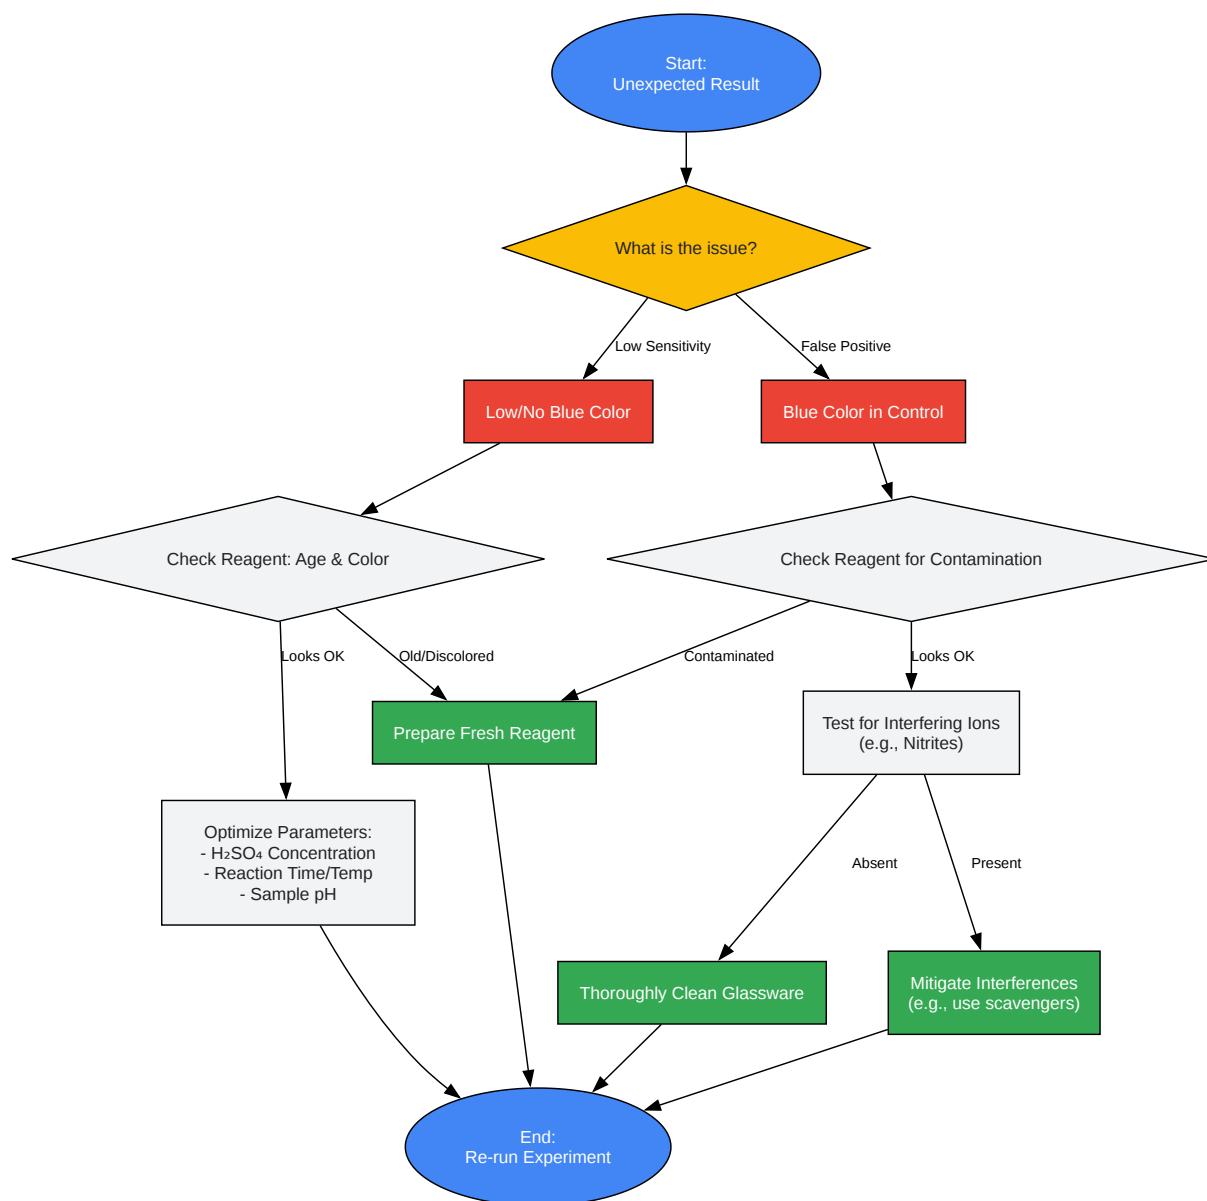 Start:
Unexpected Result
What is the issue?
Low Sensitivity
False Positive
Low/No Blue Color
Blue Color in Control
Check Reagent: Age & Color
Check Reagent for Contamination
Looks OK
Old/Discolored
Contaminated
Looks OK
Prepare Fresh Reagent
Test for Interfering Ions
(e.g., Nitrites)
Optimize Parameters:
- H₂SO₄ Concentration
- Reaction Time/Temp
- Sample pH
Absent
Present
Thoroughly Clean Glassware
Mitigate Interferences
(e.g., use scavengers)
End:
Re-run Experiment